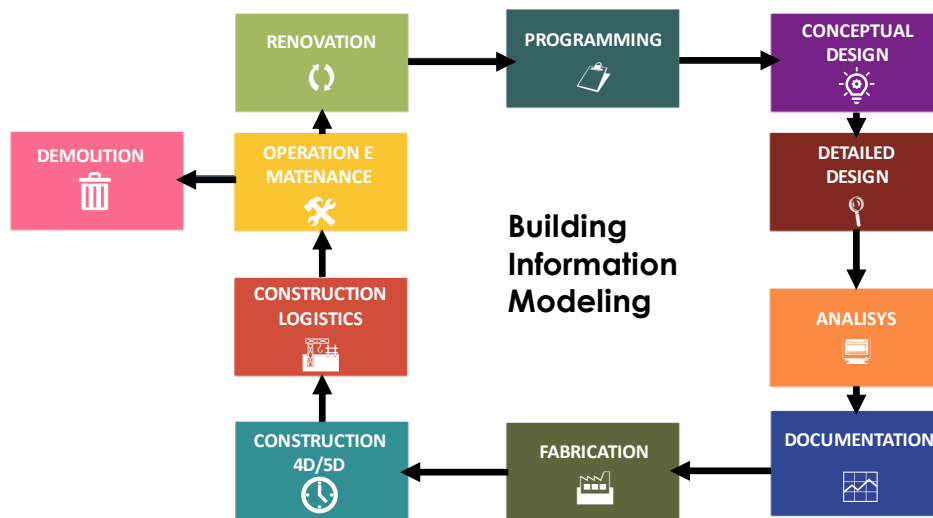 RENOVATION
PROGRAMMING
CONCEPTUAL
DESIGN
DEMOLITION
OPERATION E
MATENANCE
DETAILED
DESIGN
Building
Information
Modeling
CONSTRUCTION
LOGISTICS
ANALISYS
CONSTRUCTION
4D/5D
FABRICATION
DOCUMENTATION